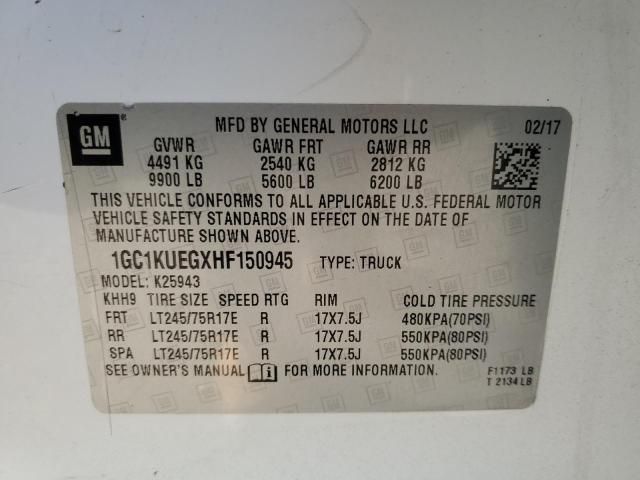 GM
MFD BY GENERAL MOTORS LLC 02/17
GVWR GAWR FRT GAWR RR
4491 KG 2540 KG 2812 KG
9900 LB 5600 LB 6200 LB
THIS VEHICLE CONFORMS TO ALL APPLICABLE U.S. FEDERAL MOTOR
VEHICLE SAFETY STANDARDS IN EFFECT ON THE DATE OF
MANUFACTURE SHOWN ABOVE.
1GC1KUEGXHF150945 TYPE: TRUCK
MODEL: K25943
KHH9 TIRE SIZE SPEED RTG RIM COLD TIRE PRESSURE
FRT LT245/75R17E R 17X7.5J 480KPA(70PSI)
RR LT245/75R17E R 17X7.5J 550KPA(80PSI)
SPA LT245/75R17E R 17X7.5J 550KPA(80PSI)
SEE OWNER'S MANUAL FOR MORE INFORMATION. F1173 LB
T 2134 LB